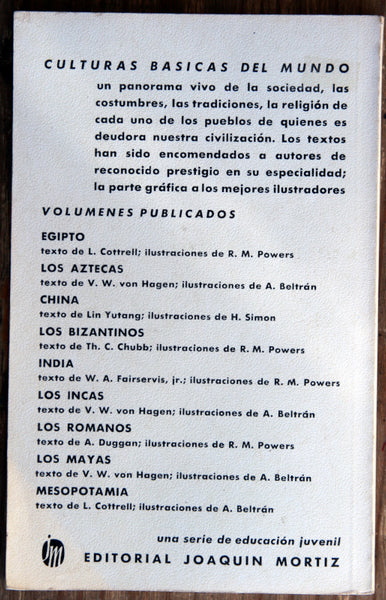 CULTURAS BASICAS DEL MUNDO
un panorama vivo de la sociedad, las
costumbres, las tradiciones, la religión de
cada uno de los pueblos de quienes es
deudora nuestra civilización. Los textos
han sido encomendados a autores de
reconocido prestigio en su especialidad;
la parte gráfica a los mejores ilustradores
VOLUMENES PUBLICADOS
EGIPTO
texto de L. Cottrell; ilustraciones de R. M. Powers
LOS AZTECAS
texto de V. W. von Hagen; ilustraciones de A. Beltrán
CHINA
texto de Lin Yutang; ilustraciones de H. Simon
LOS BIZANTINOS
texto de Th. C. Chubb; ilustraciones de R. M. Powers
INDIA
texto de W. A. Fairservis, jr.; ilustraciones de R. M. Powers
LOS INCAS
texto de V. W. von Hagen; ilustraciones de A. Beltrán
LOS ROMANOS
texto de A. Duggan; ilustraciones de R. M. Powers
LOS MAYAS
texto de V. W. von Hagen; ilustraciones de A. Beltrán
MESOPOTAMIA
texto de L. Cottrell; ilustraciones de A. Beltrán
una serie de educación juvenil
jm EDITORIAL JOAQUIN MORTIZ